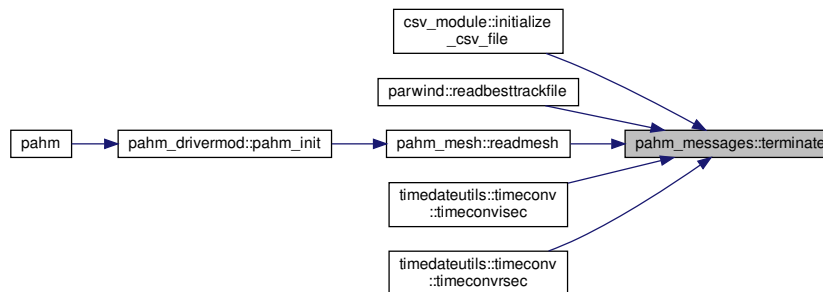 csv_module::initialize
_csv_file
parwind::readbesttrackfile
pahm
pahm_drivermod::pahm_init
pahm_mesh::readmesh
pahm_messages::terminate
timedateutils::timeconv
::timeconvisec
timedateutils::timeconv
::timeconvrsec